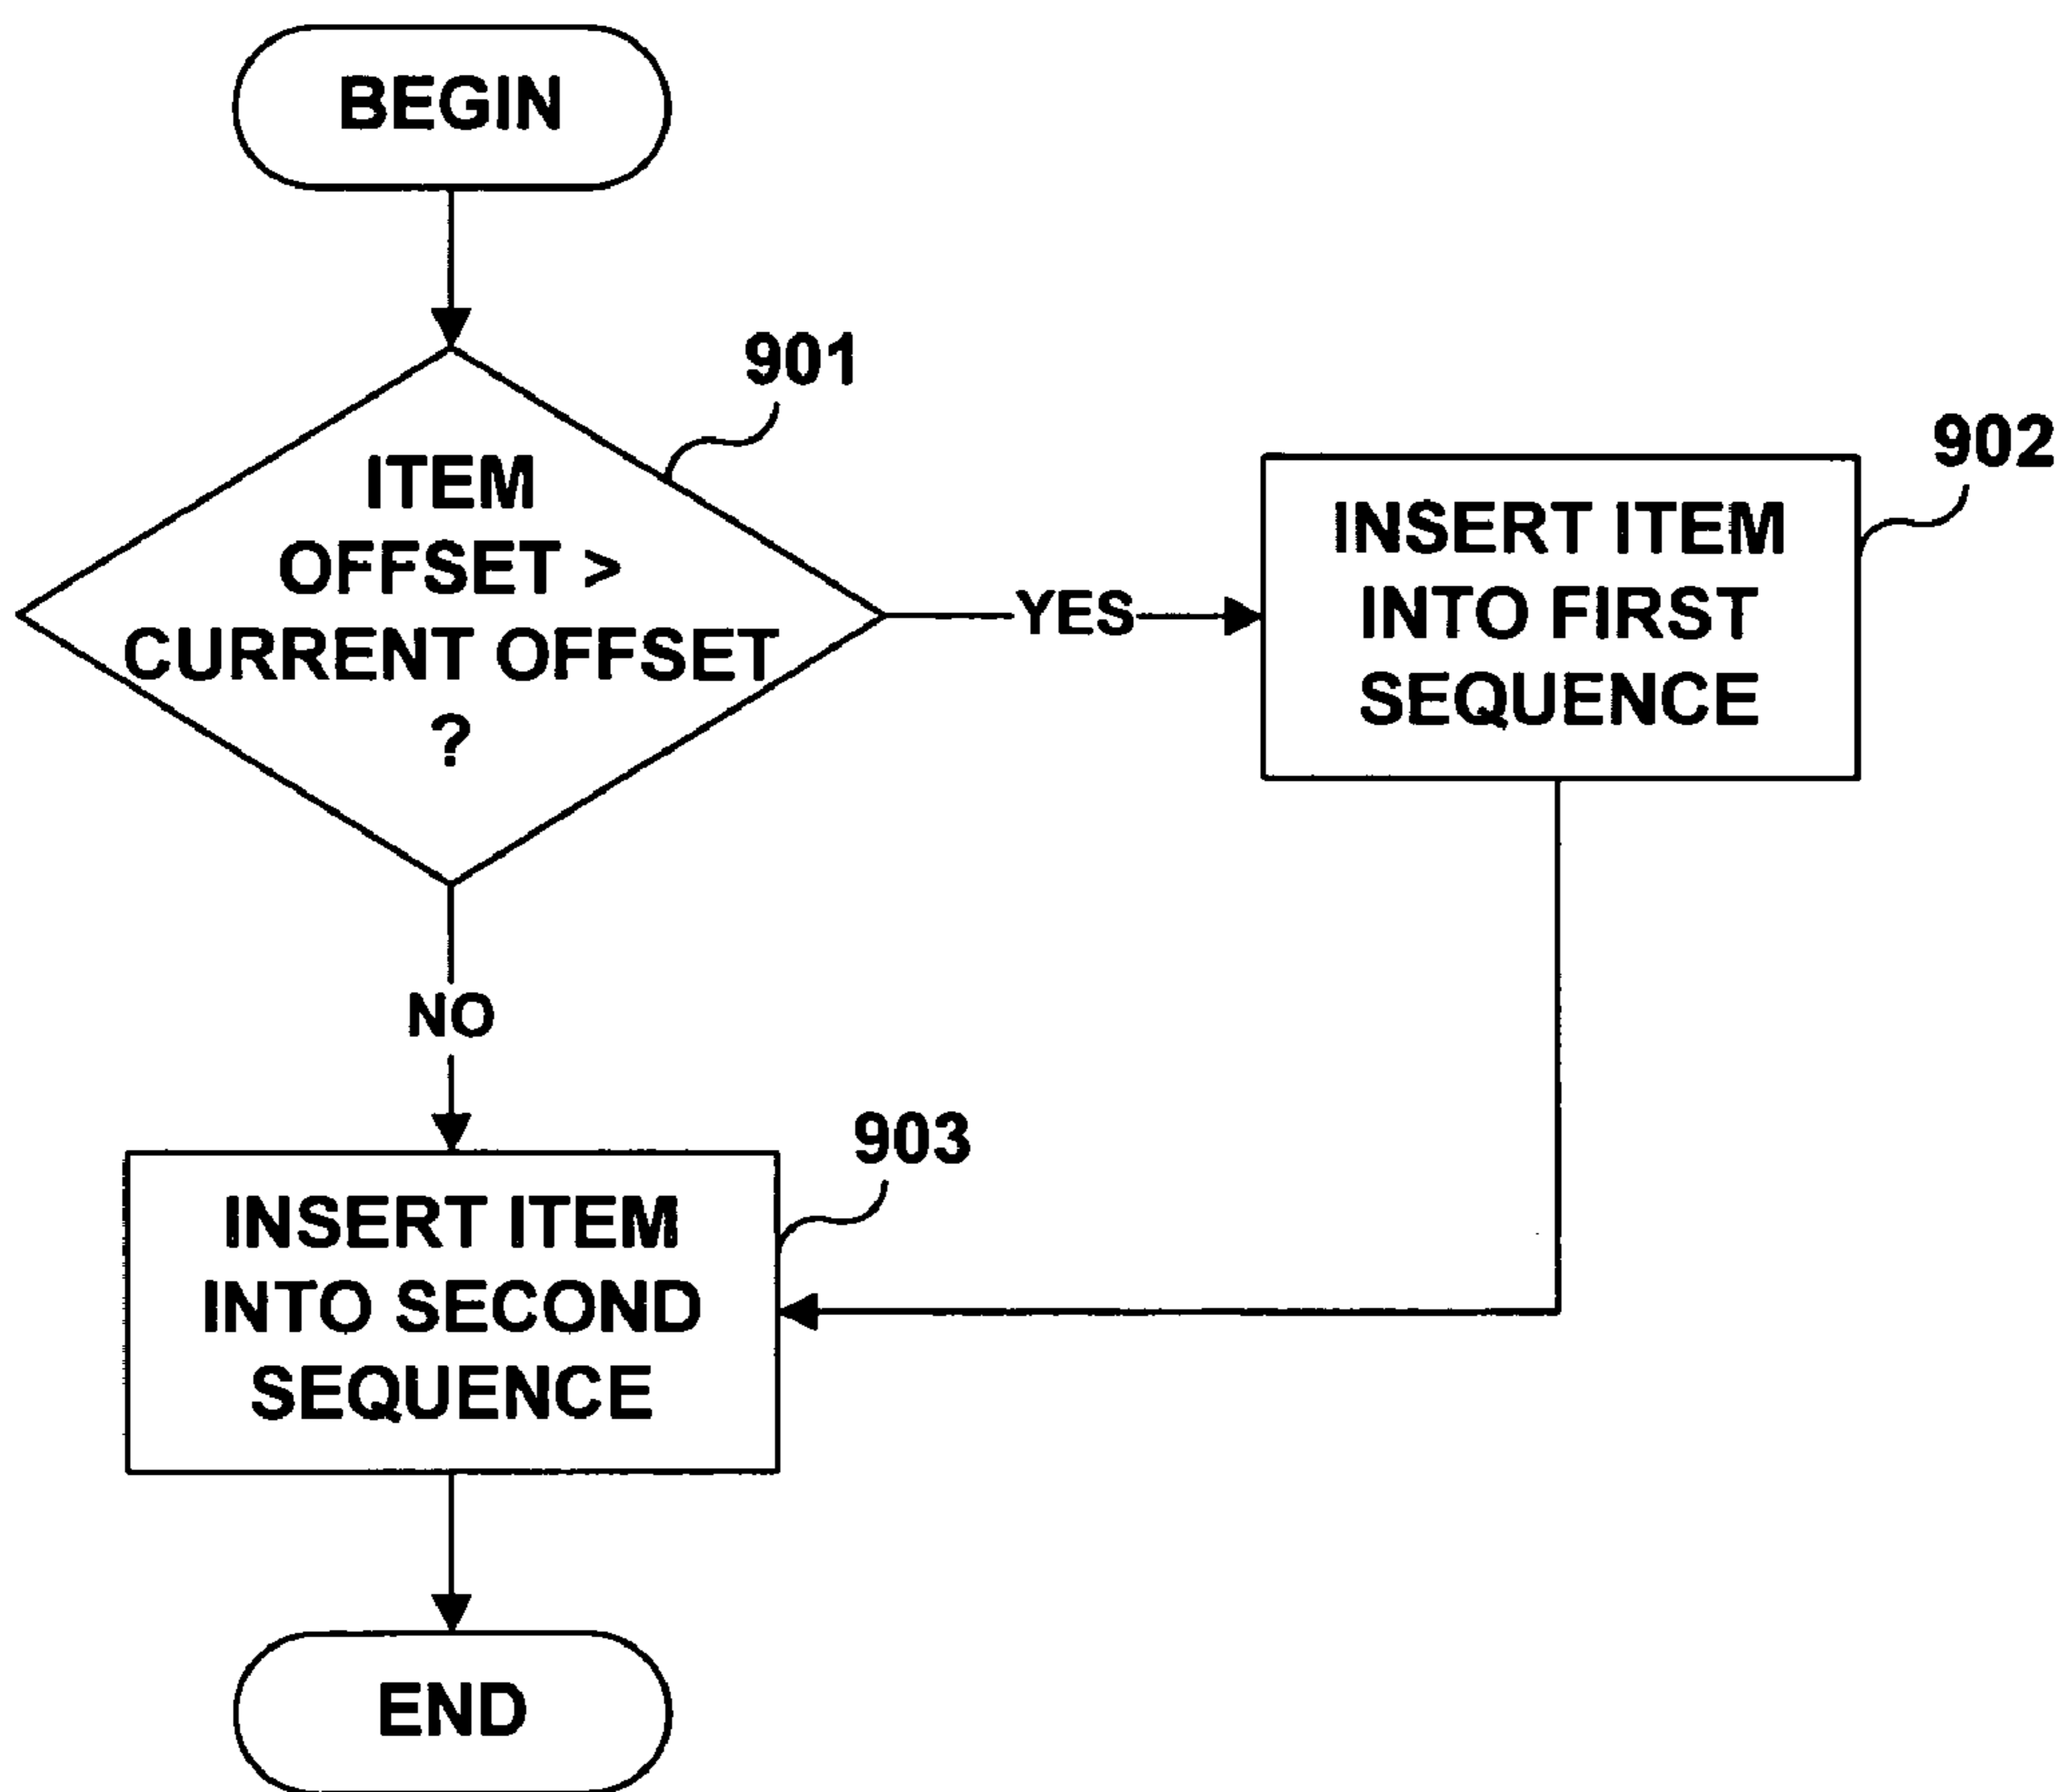 BEGIN
901
ITEM
OFFSET >
CURRENT OFFSET
?
YES
902
INSERT ITEM
INTO FIRST
SEQUENCE
NO
903
INSERT ITEM
INTO SECOND
SEQUENCE
END